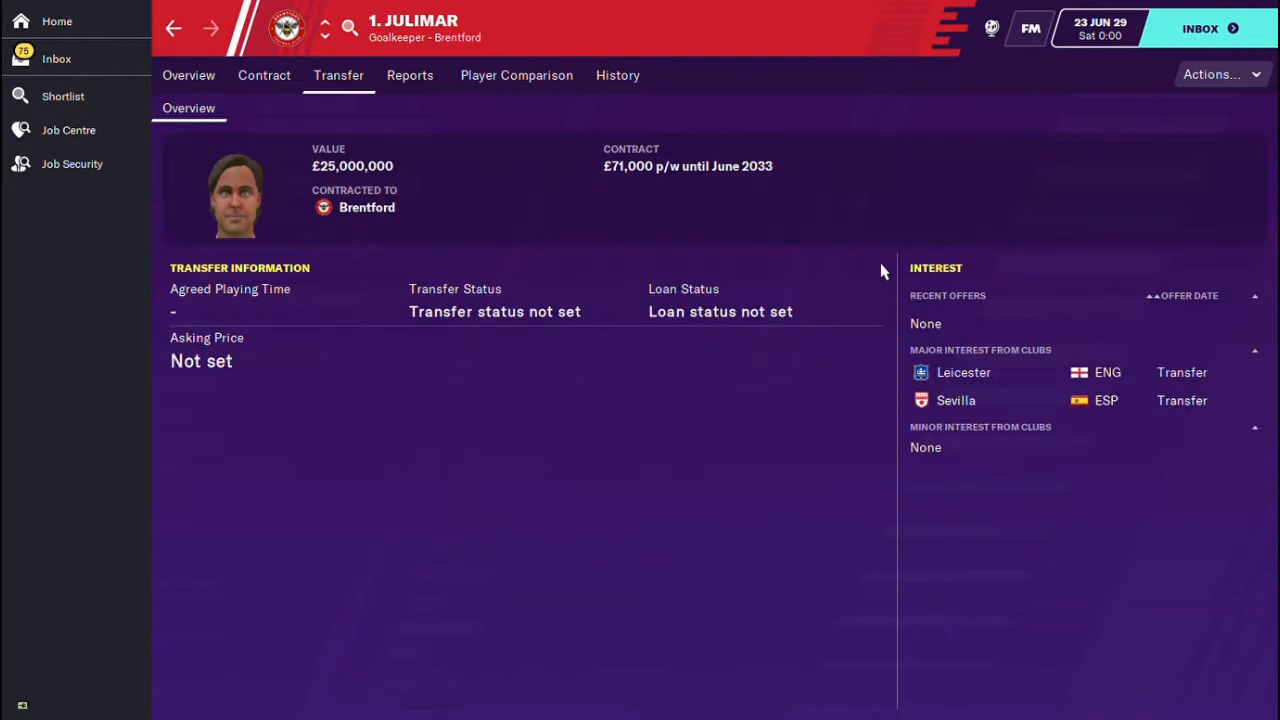 Home
75
Inbox
Shortlist
Job Centre
Job Security
1. JULIMAR
Goalkeeper - Brentford
FM
23 JUN 29
Sat 0:00
INBOX
Overview Contract Transfer Reports Player Comparison History
Actions...
Overview
VALUE
£25,000,000
CONTRACTED TO
Brentford
CONTRACT
£71,000 p/w until June 2033
TRANSFER INFORMATION
Agreed Playing Time Transfer Status Loan Status
- Transfer status not set Loan status not set
Asking Price
Not set
INTEREST
RECENT OFFERS OFFER DATE
None
MAJOR INTEREST FROM CLUBS
Leicester ENG Transfer
Sevilla ESP Transfer
MINOR INTEREST FROM CLUBS
None